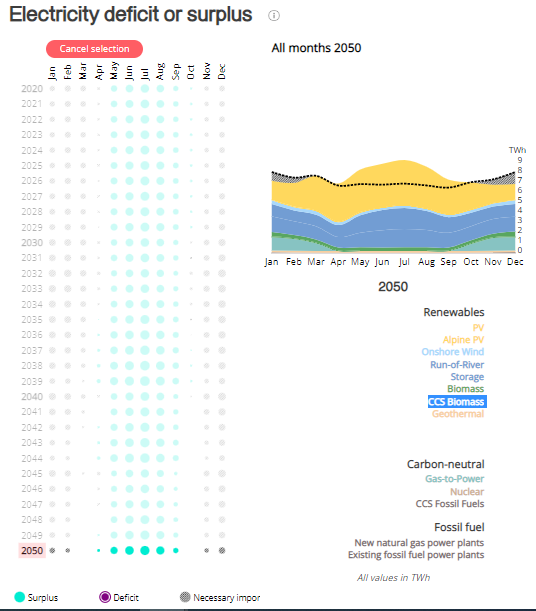 Electricity deficit or surplus
Cancel selection
All months 2050
Jan Feb Mar Apr May Jun Jul Aug Sep Oct Nov Dec
2020
2021
2022
2023
2024
2025
2026
2027
2028
2029
2030
2031
2032
2033
2034
2035
2036
2037
2038
2039
2040
2041
2042
2043
2044
2045
2046
2047
2048
2049
2050
TWh
9
8
7
6
5
4
3
2
1
0
Jan Feb Mar Apr May Jun Jul Aug Sep Oct Nov Dec
2050
Renewables
PV
Alpine PV
Onshore Wind
Run-of-River
Storage
Biomass
CCS Biomass
Geothermal
Carbon-neutral
Gas-to-Power
Nuclear
CCS Fossil Fuels
Fossil fuel
New natural gas power plants
Existing fossil fuel power plants
All values in TWh
Surplus Deficit Necessary impor